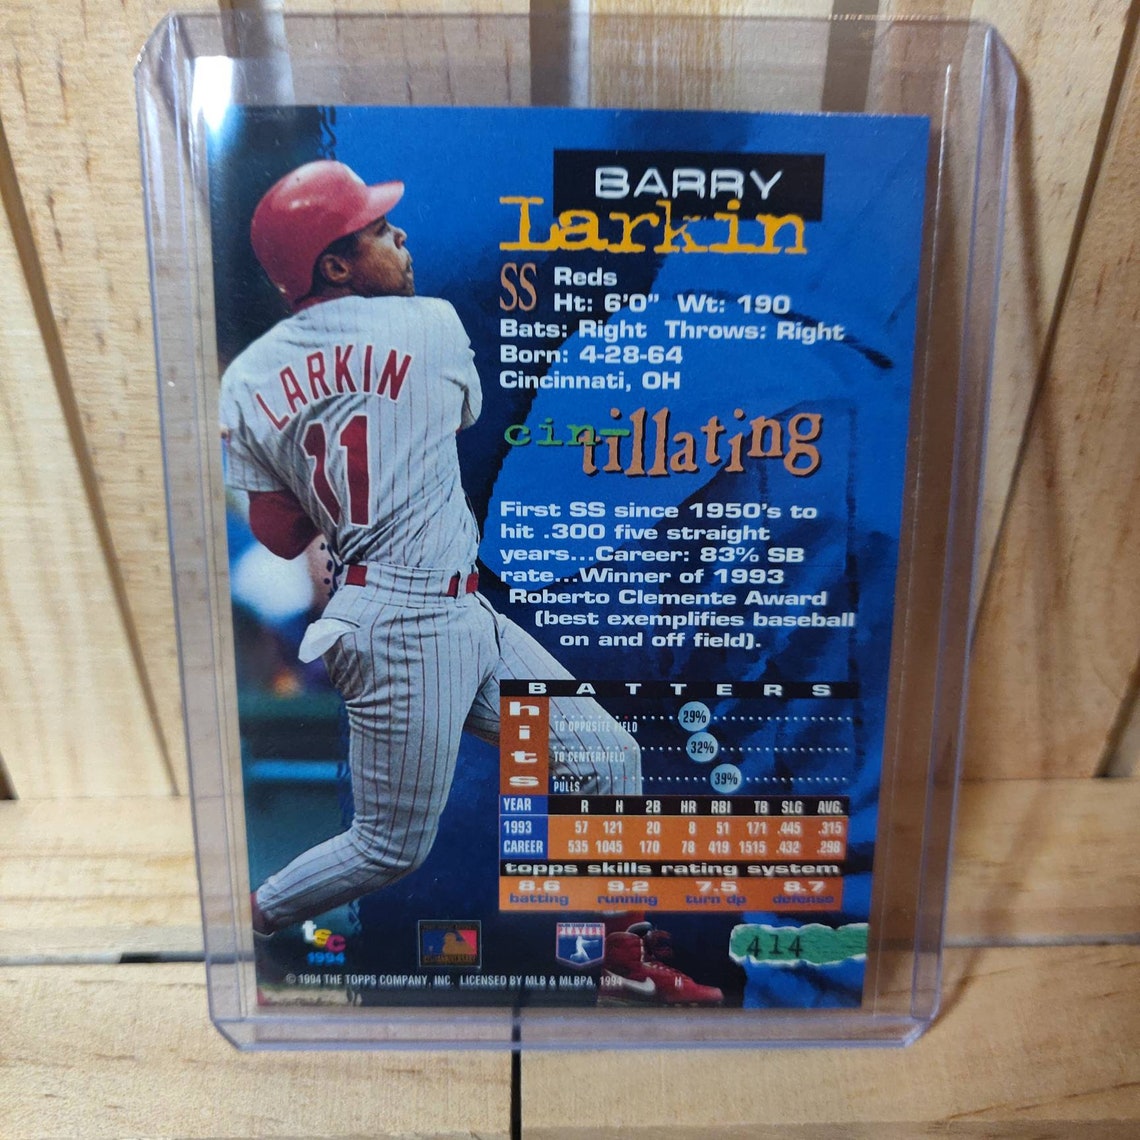 BARRY
Larkin
SS Reds
Ht: 6'0" Wt: 190
Bats: Right Throws: Right
Born: 4-28-64
Cincinnati, OH
cin-tillating
First SS since 1950's to
hit .300 five straight
years...Career: 83% SB
rate...Winner of 1993
Roberto Clemente Award
(best exemplifies baseball
on and off field).
LARKIN
11
BATTERS
hits
TO OPPOSITE FIELD 29%
TO CENTERFIELD 32%
PULLS 39%
YEAR R H 2B HR RBI TB SLG AVG.
1993 57 121 20 8 51 171 .445 .315
CAREER 535 1045 170 78 419 1515 .432 .298
topps skills rating system
8.6 9.2 7.5 8.7
batting running turn dp defense
tsc
1994
PLAYERS
414
© 1994 THE TOPPS COMPANY, INC. LICENSED BY MLB & MLBPA, 1994 H